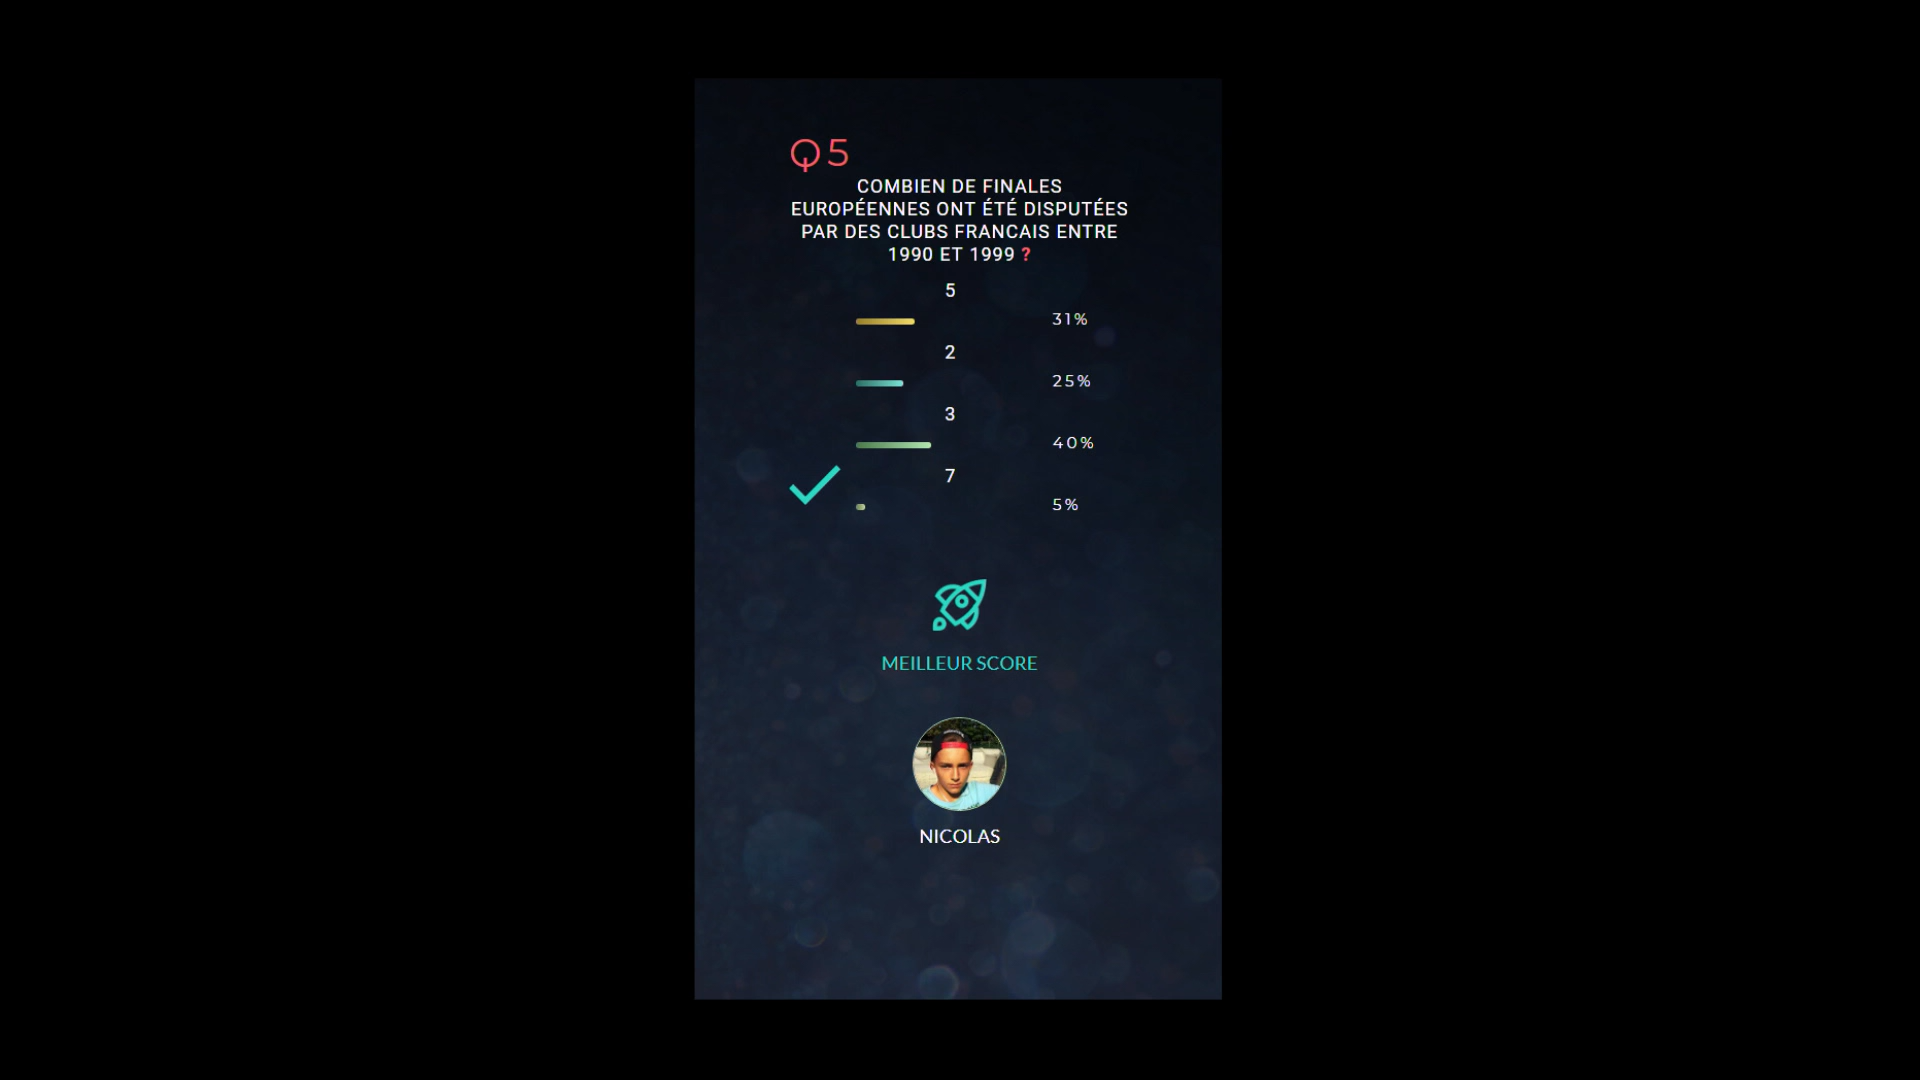 Q5
COMBIEN DE FINALES
EUROPÉENNES ONT ÉTÉ DISPUTÉES
PAR DES CLUBS FRANCAIS ENTRE
1990 ET 1999 ?
5
31%
2
25%
3
40%
7
5%
MEILLEUR SCORE
NICOLAS